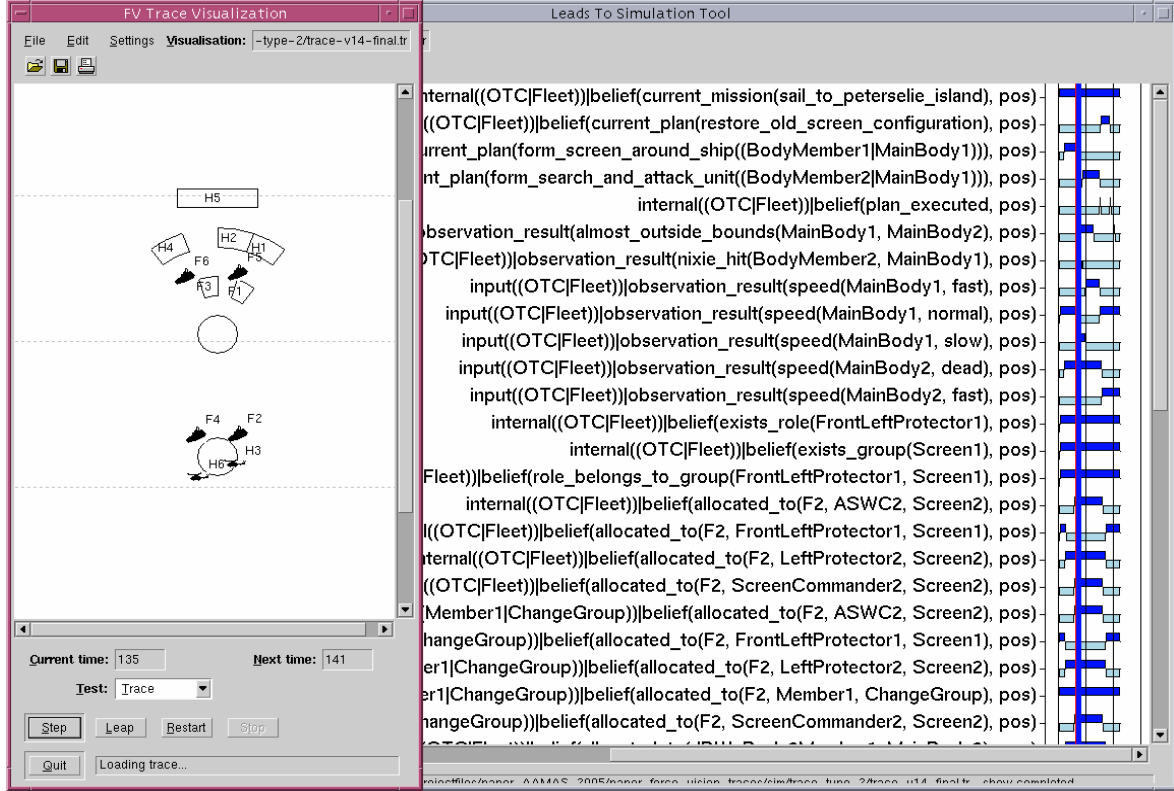 FV Trace Visualization
File Edit Settings Visualisation: -type-2/trace-v14-final.tr
H5
H4 H2 H1
F6 F5
F3 F1
F4 F2
H3
H6
Current time: 135 Next time: 141
Test: Trace
Step Leap Restart Stop
Quit Loading trace...
Leads To Simulation Tool
r
nternal((OTC|Fleet))|belief(current_mission(sail_to_peterselie_island), pos)
((OTC|Fleet))|belief(current_plan(restore_old_screen_configuration), pos)
urrent_plan(form_screen_around_ship((BodyMember1|MainBody1))), pos)
nt_plan(form_search_and_attack_unit((BodyMember2|MainBody1))), pos)
internal((OTC|Fleet))|belief(plan_executed, pos)
observation_result(almost_outside_bounds(MainBody1, MainBody2), pos)
OTC|Fleet))|observation_result(nixie_hit(BodyMember2, MainBody1), pos)
input((OTC|Fleet))|observation_result(speed(MainBody1, fast), pos)
input((OTC|Fleet))|observation_result(speed(MainBody1, normal), pos)
input((OTC|Fleet))|observation_result(speed(MainBody1, slow), pos)
input((OTC|Fleet))|observation_result(speed(MainBody2, dead), pos)
input((OTC|Fleet))|observation_result(speed(MainBody2, fast), pos)
internal((OTC|Fleet))|belief(exists_role(FrontLeftProtector1), pos)
internal((OTC|Fleet))|belief(exists_group(Screen1), pos)
Fleet))|belief(role_belongs_to_group(FrontLeftProtector1, Screen1), pos)
internal((OTC|Fleet))|belief(allocated_to(F2, ASWC2, Screen2), pos)
l((OTC|Fleet))|belief(allocated_to(F2, FrontLeftProtector1, Screen1), pos)
nternal((OTC|Fleet))|belief(allocated_to(F2, LeftProtector2, Screen2), pos)
((OTC|Fleet))|belief(allocated_to(F2, ScreenCommander2, Screen2), pos)
(Member1|ChangeGroup))|belief(allocated_to(F2, ASWC2, Screen2), pos)
hangeGroup))|belief(allocated_to(F2, FrontLeftProtector1, Screen1), pos)
er1|ChangeGroup))|belief(allocated_to(F2, LeftProtector2, Screen2), pos)
er1|ChangeGroup))|belief(allocated_to(F2, Member1, ChangeGroup), pos)
hangeGroup))|belief(allocated_to(F2, ScreenCommander2, Screen2), pos)